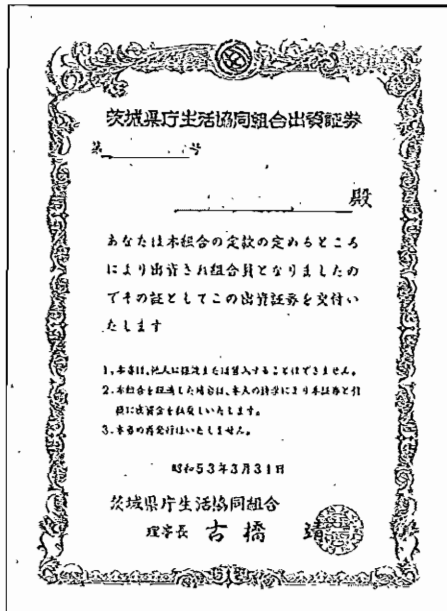 茨城県庁生活協同組合出資証券
第 号
殿
あなたは本組合の定款の定めるところ
により出資され組合員となりましたの
でその証としてこの出資証券を交付い
たします
1.本券は、他人に譲渡または質入することはできません。
2.本組合を脱退した場合は、本人の請求により本証券と引
換に出資金を払戻しいたします。
3.本券の再発行はいたしません。
昭和53年3月31日
茨城県庁生活協同組合
理事長 古橋 靖